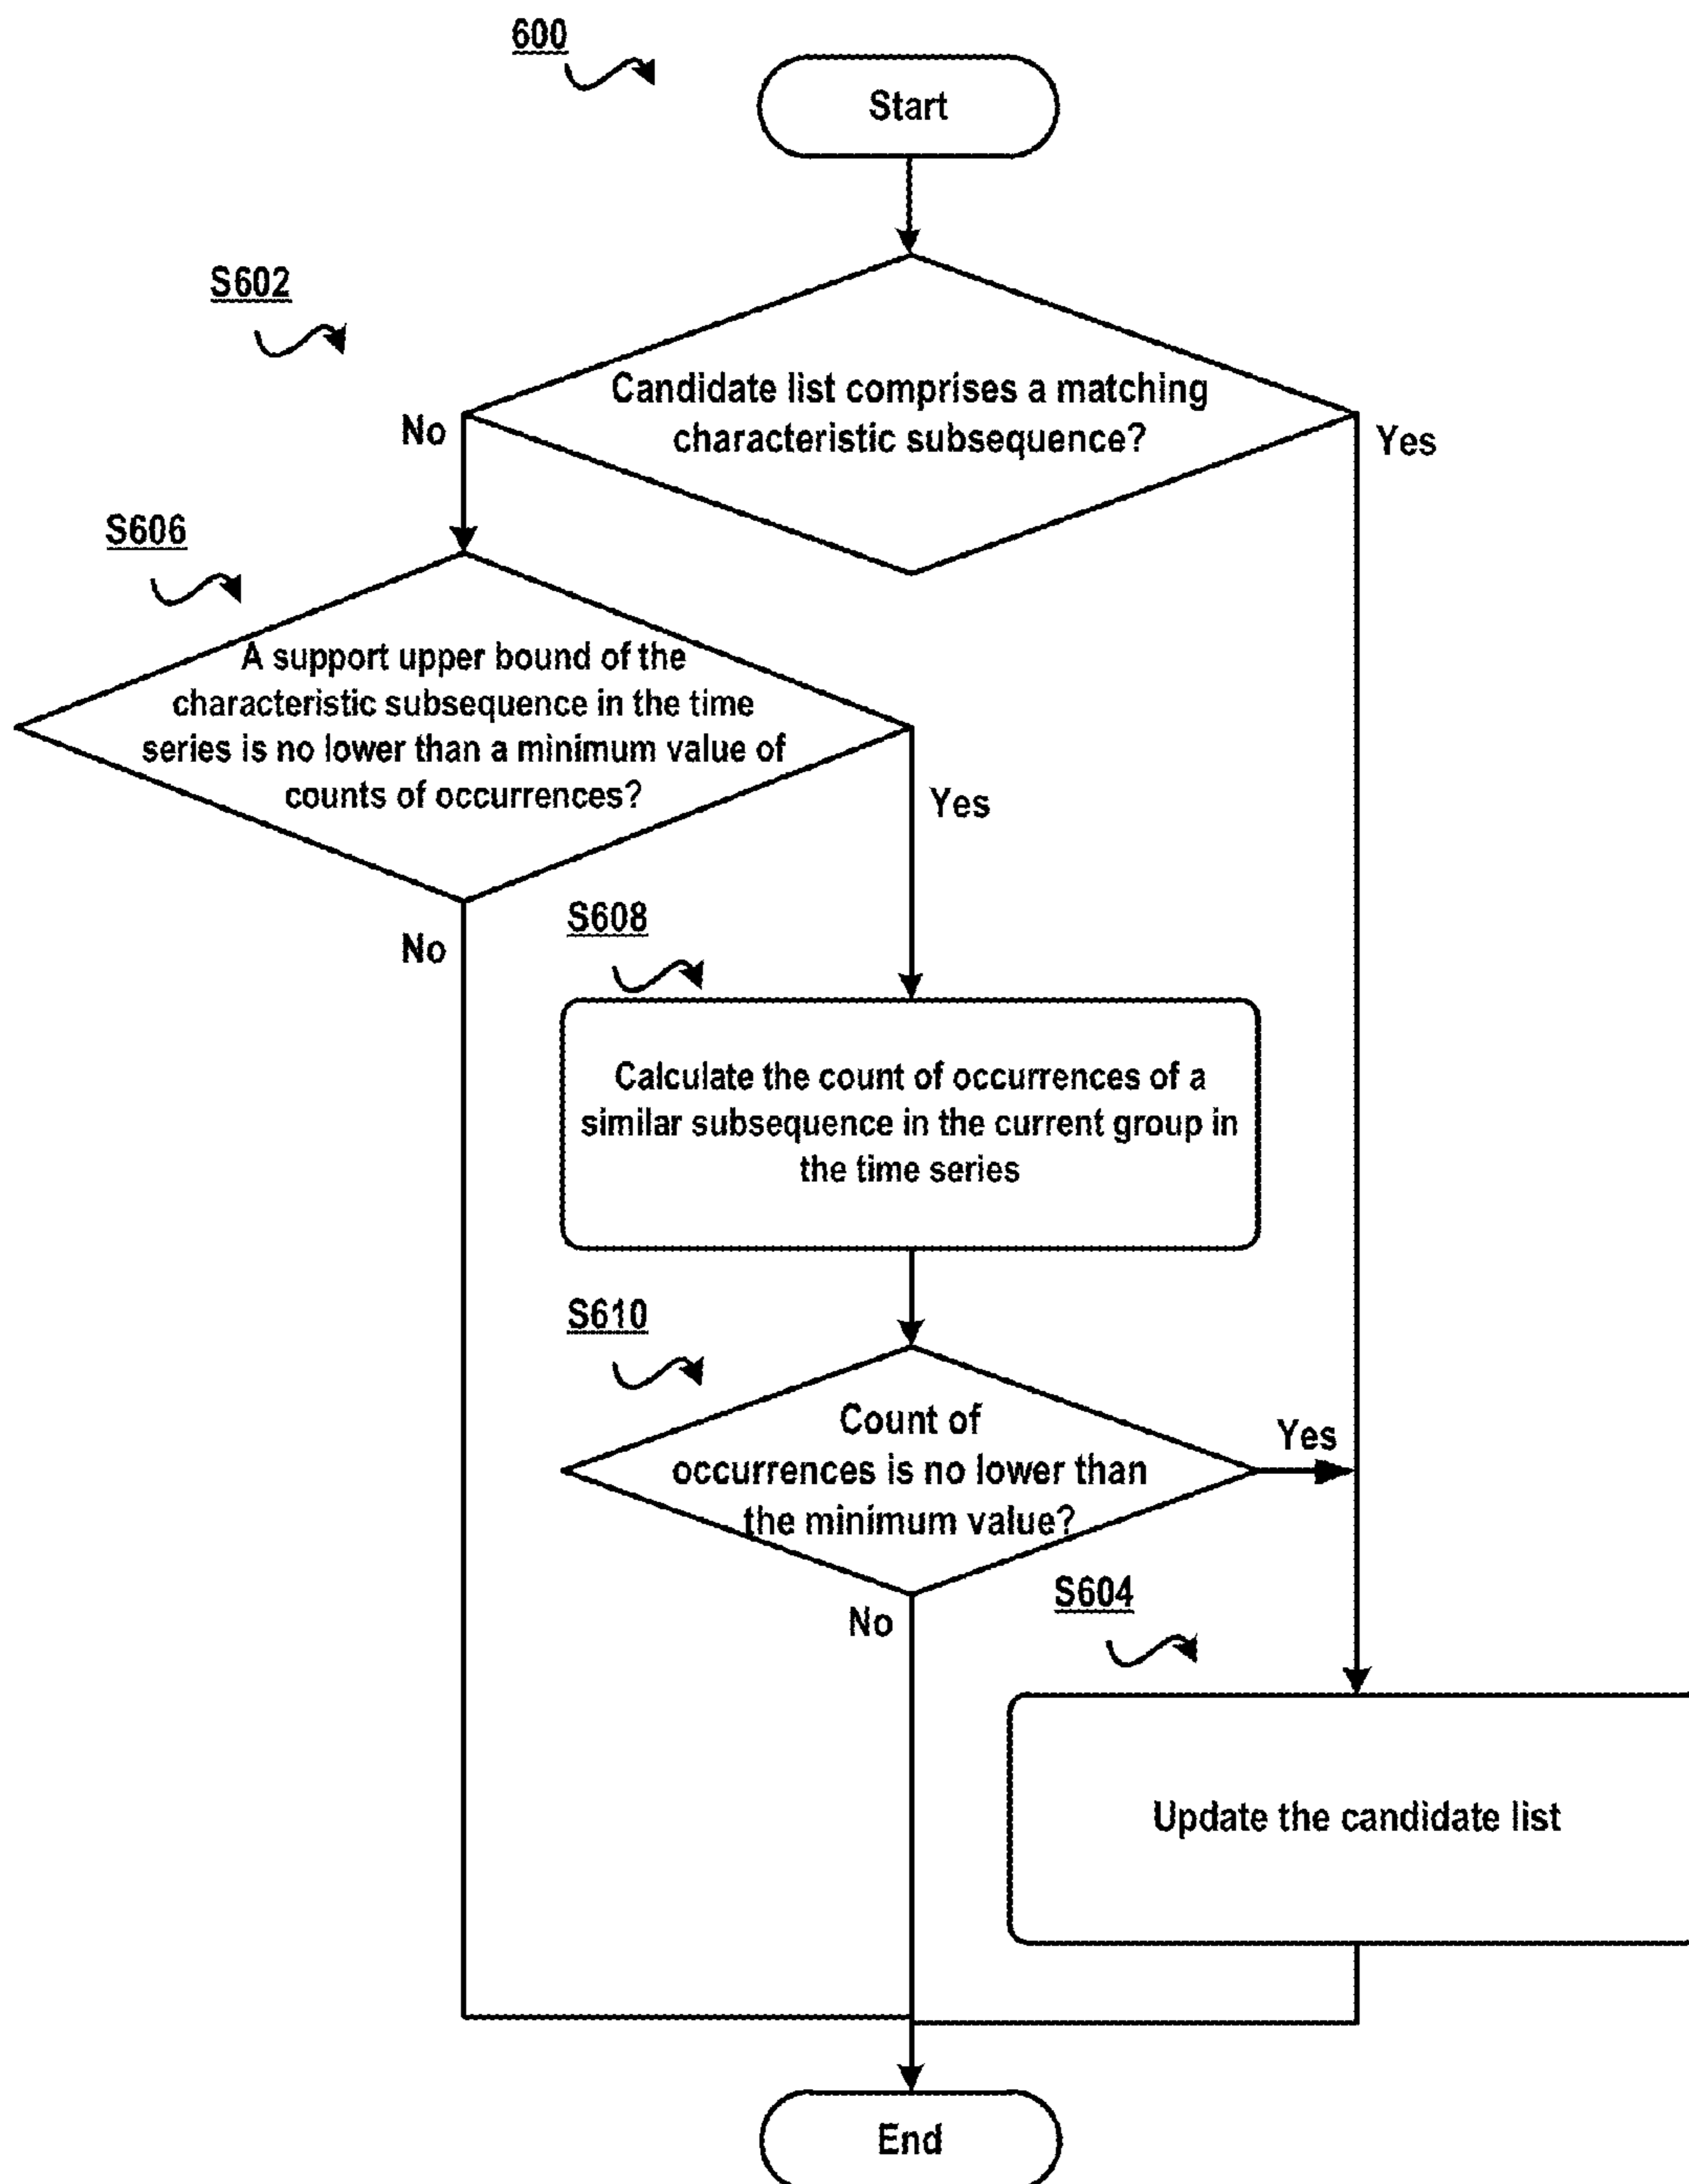 600
Start
S602
Candidate list comprises a matching
characteristic subsequence?
No
Yes
S606
A support upper bound of the
characteristic subsequence in the time
series is no lower than a minimum value of
counts of occurrences?
Yes
No
S608
Calculate the count of occurrences of a
similar subsequence in the current group in
the time series
S610
Count of
occurrences is no lower than
the minimum value?
Yes
No
S604
Update the candidate list
End